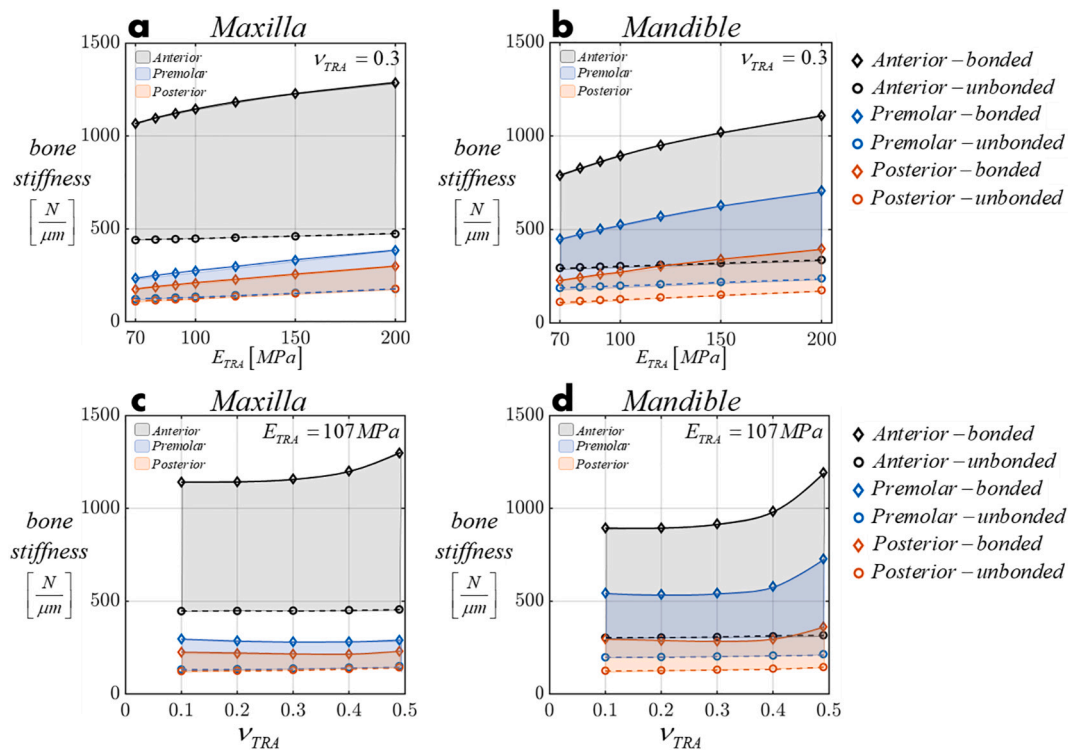 a Maxilla
1500
1000
500
0
bone
stiffness
[N/μm]
Anterior
Premolar
Posterior
ν_TRA = 0.3
70 100 150 200
E_TRA [MPa]
b Mandible
1500
1000
500
0
bone
stiffness
[N/μm]
Anterior
Premolar
Posterior
ν_TRA = 0.3
70 100 150 200
E_TRA [MPa]
Anterior – bonded
Anterior – unbonded
Premolar – bonded
Premolar – unbonded
Posterior – bonded
Posterior – unbonded
c Maxilla
1500
1000
500
0
bone
stiffness
[N/μm]
Anterior
Premolar
Posterior
E_TRA = 107 MPa
0 0.1 0.2 0.3 0.4 0.5
ν_TRA
d Mandible
1500
1000
500
0
bone
stiffness
[N/μm]
Anterior
Premolar
Posterior
E_TRA = 107 MPa
0 0.1 0.2 0.3 0.4 0.5
ν_TRA
Anterior – bonded
Anterior – unbonded
Premolar – bonded
Premolar – unbonded
Posterior – bonded
Posterior – unbonded